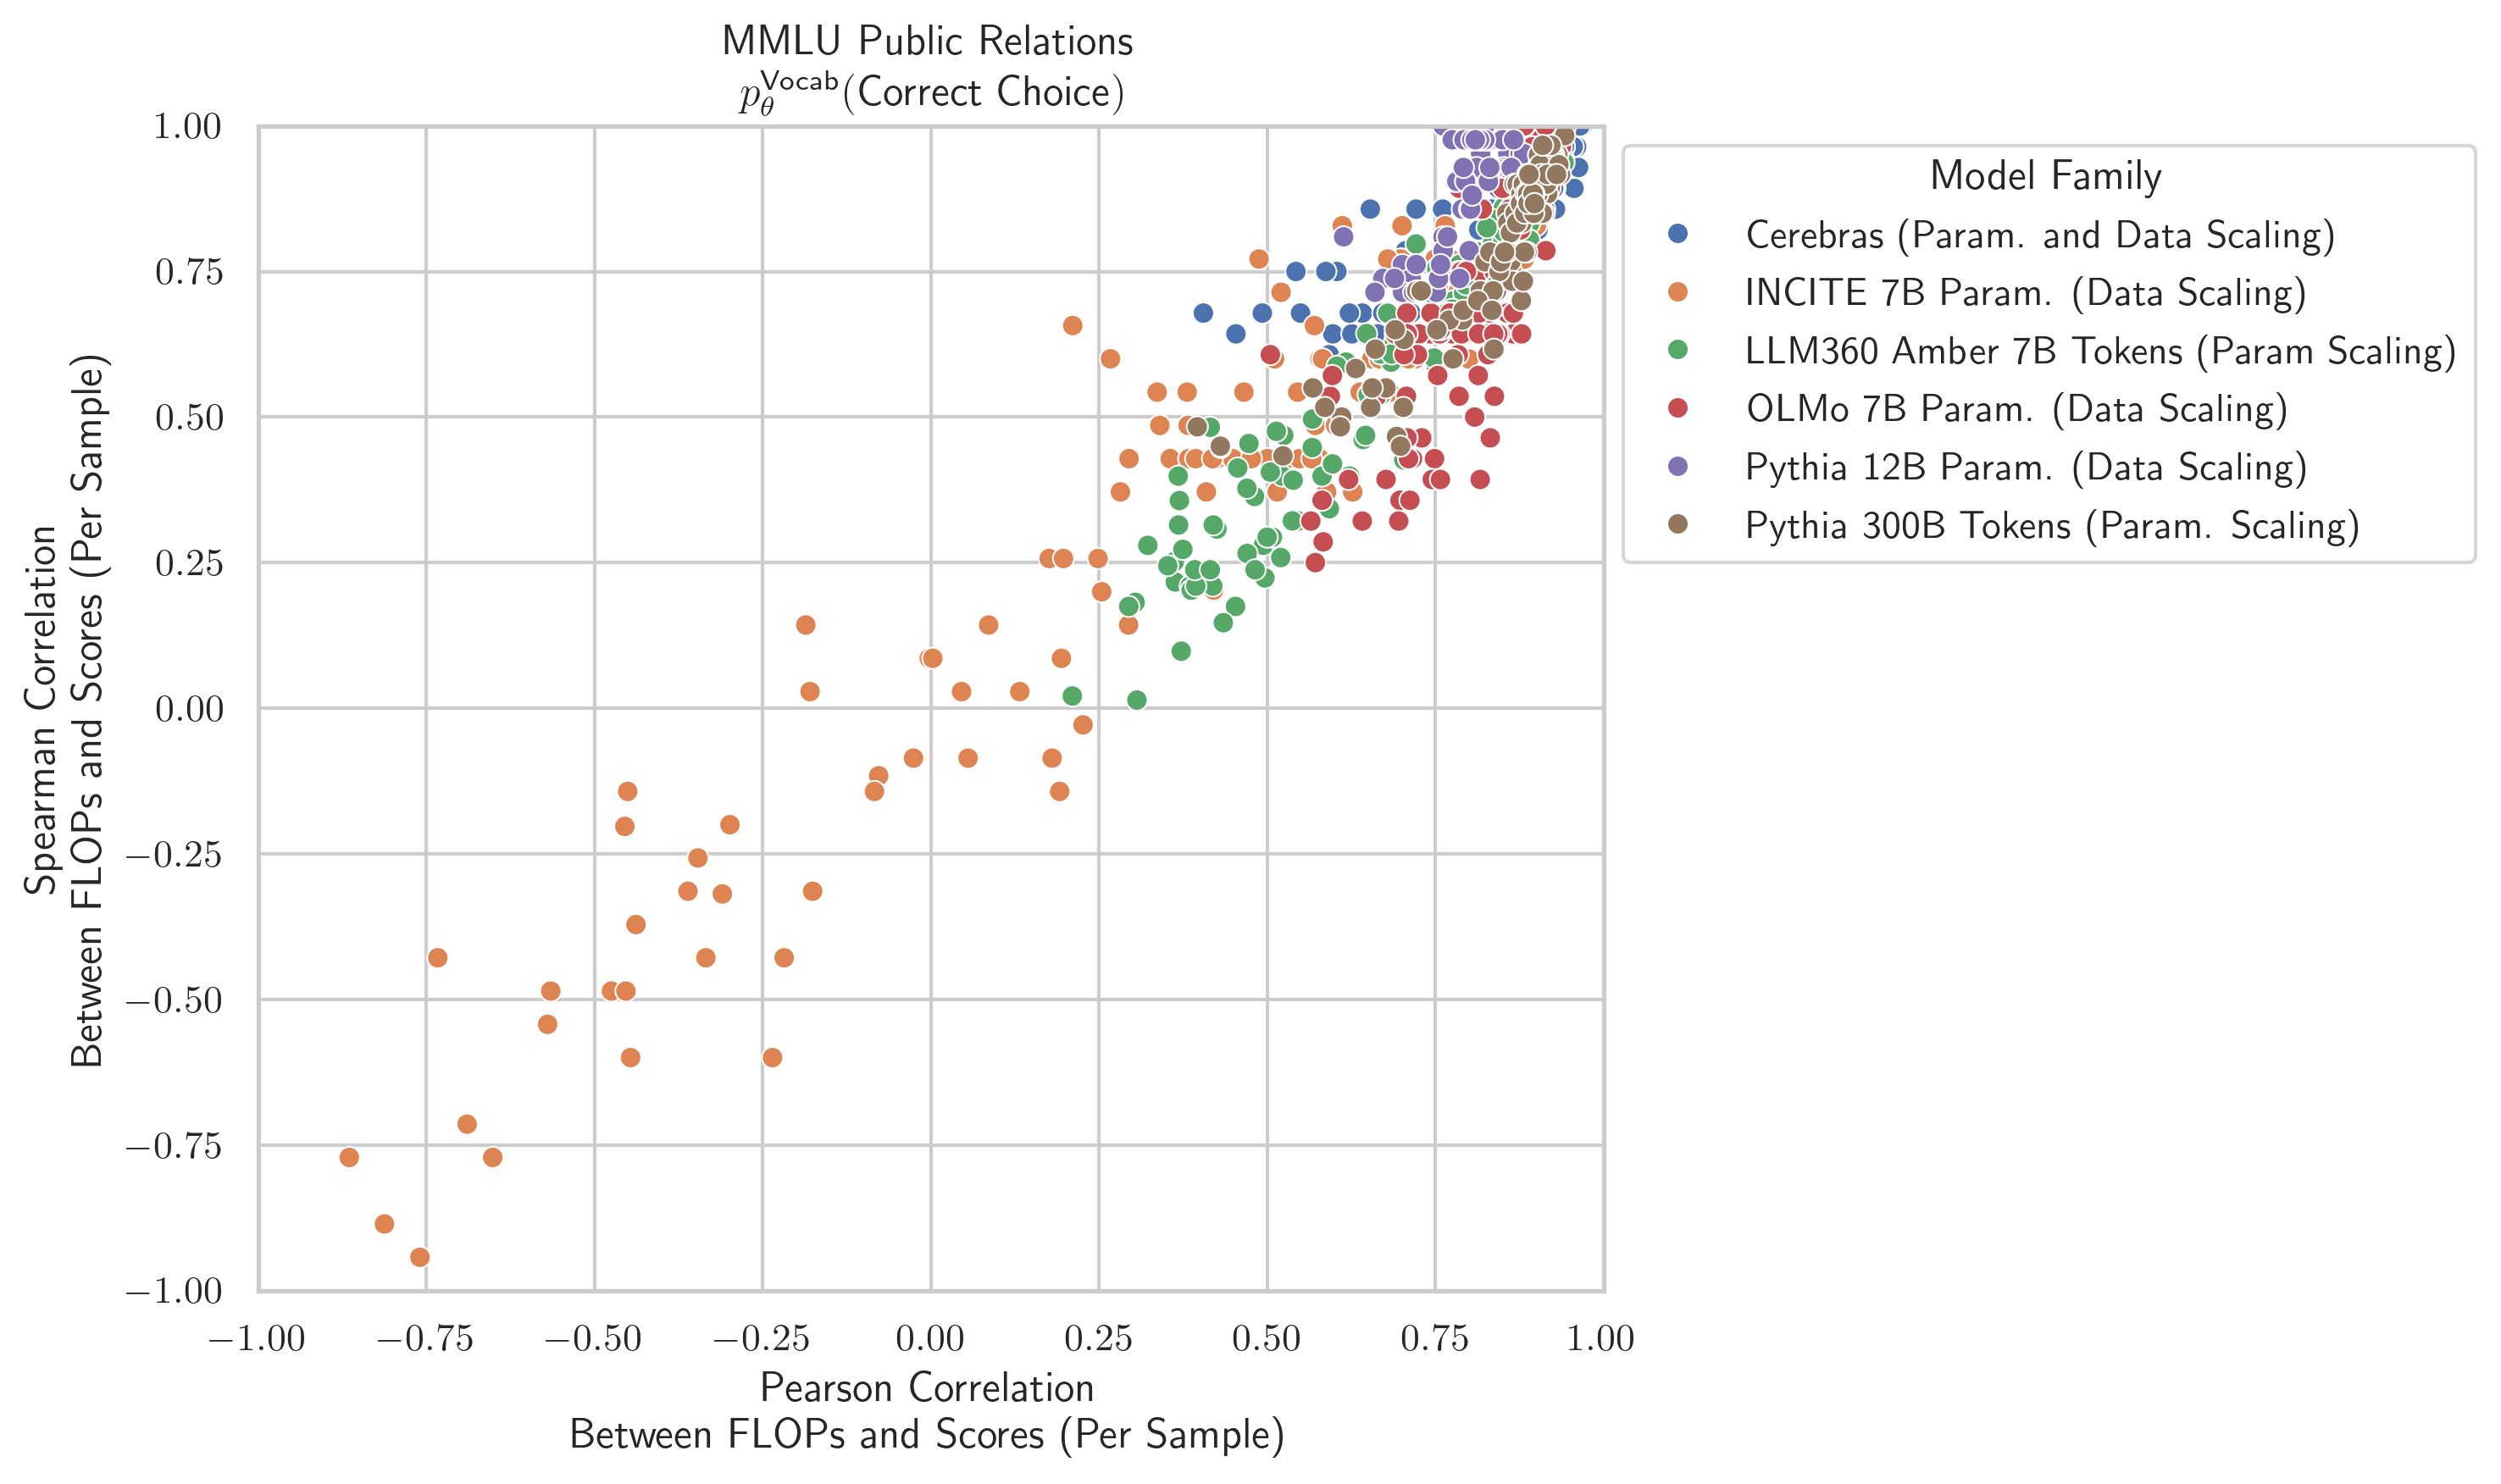 MMLU Public Relations
p_θ^Vocab(Correct Choice)
Spearman Correlation
Between FLOPs and Scores (Per Sample)
1.00
0.75
0.50
0.25
0.00
−0.25
−0.50
−0.75
−1.00
−1.00 −0.75 −0.50 −0.25 0.00 0.25 0.50 0.75 1.00
Pearson Correlation
Between FLOPs and Scores (Per Sample)
Model Family
Cerebras (Param. and Data Scaling)
INCITE 7B Param. (Data Scaling)
LLM360 Amber 7B Tokens (Param Scaling)
OLMo 7B Param. (Data Scaling)
Pythia 12B Param. (Data Scaling)
Pythia 300B Tokens (Param. Scaling)